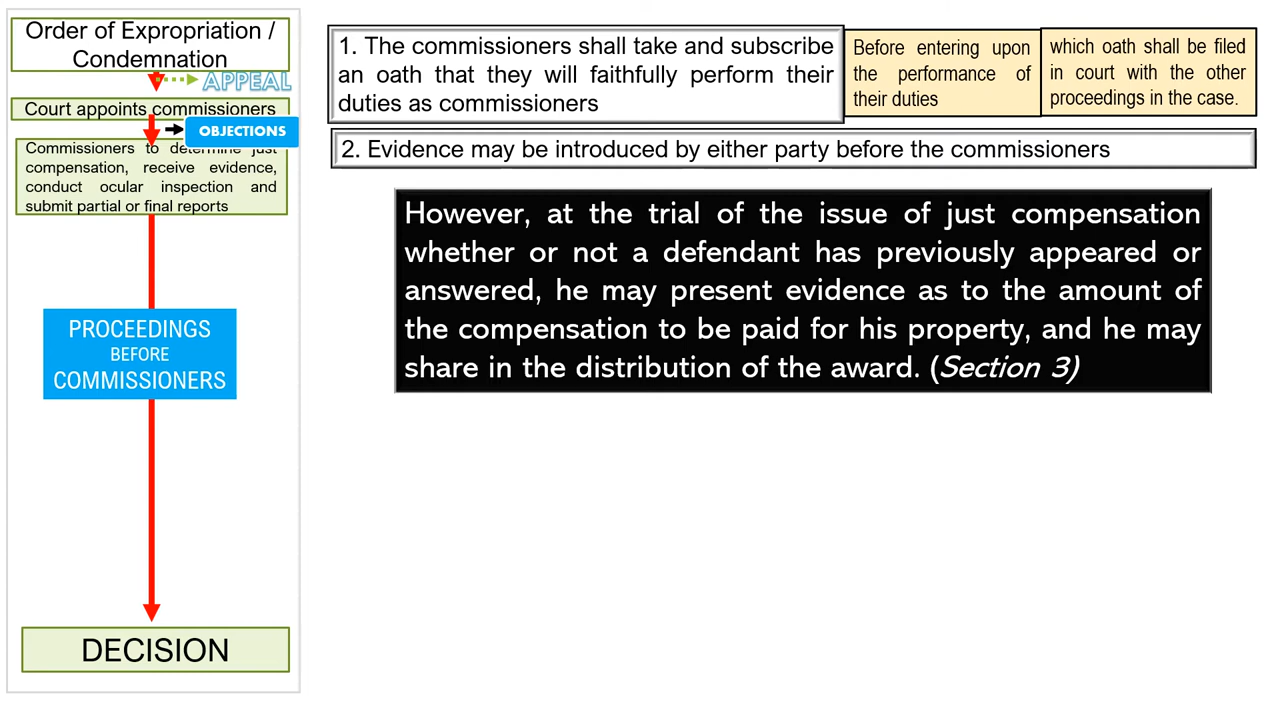 Order of Expropriation /
Condemnation
APPEAL
Court appoints commissioners
OBJECTIONS
Commissioners to determine just
compensation, receive evidence,
conduct ocular inspection and
submit partial or final reports
PROCEEDINGS
BEFORE
COMMISSIONERS
DECISION
1. The commissioners shall take and subscribe
an oath that they will faithfully perform their
duties as commissioners
Before entering upon
the performance of
their duties
which oath shall be filed
in court with the other
proceedings in the case.
2. Evidence may be introduced by either party before the commissioners
However, at the trial of the issue of just compensation
whether or not a defendant has previously appeared or
answered, he may present evidence as to the amount of
the compensation to be paid for his property, and he may
share in the distribution of the award. (Section 3)